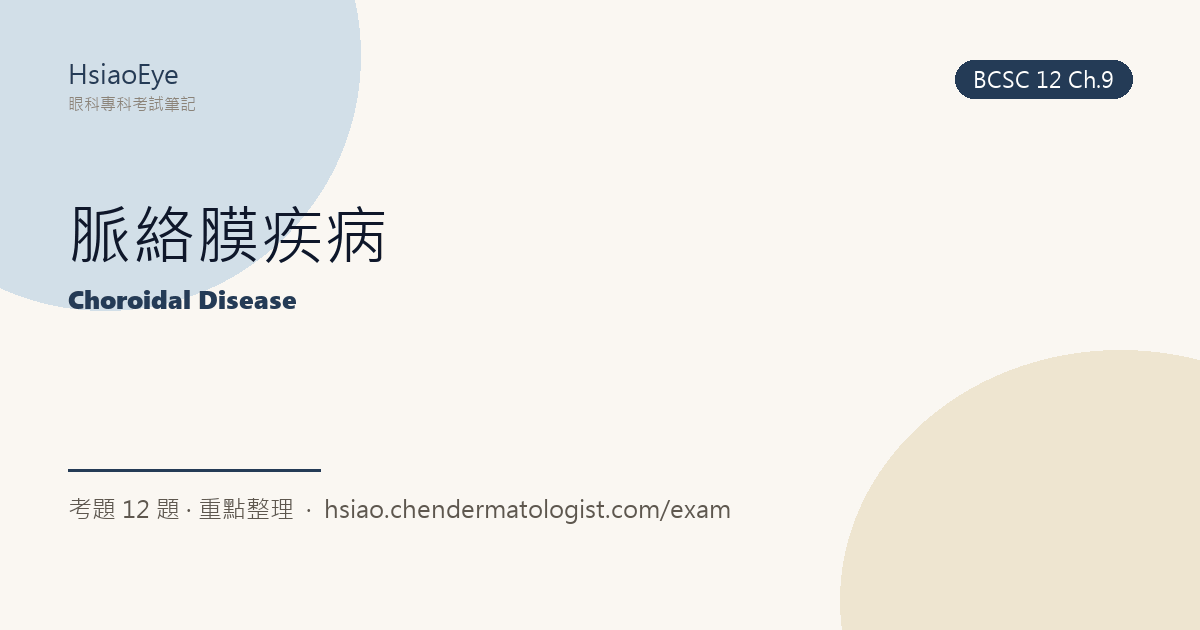 HsiaoEye
眼科專科考試筆記
BCSC 12 Ch.9
脈絡膜疾病
Choroidal Disease
考題 12 題 · 重點整理 · hsiao.chendermatologist.com/exam